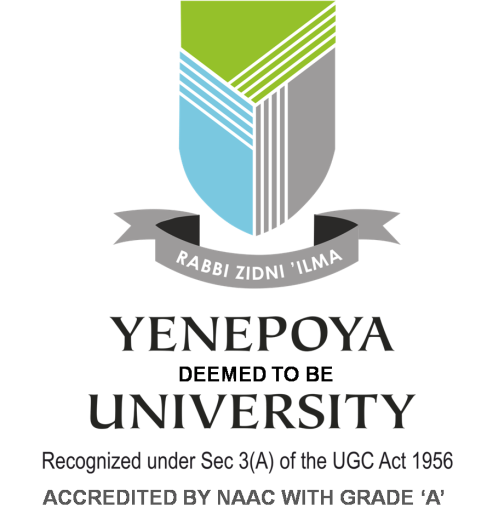 RABBI ZIDNI 'ILMA
YENEPOYA
DEEMED TO BE
UNIVERSITY
Recognized under Sec 3(A) of the UGC Act 1956
ACCREDITED BY NAAC WITH GRADE ‘A’